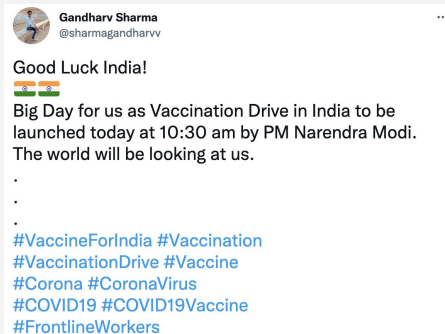 Gandharv Sharma
@sharmagandharvv
Good Luck India!
🇮🇳🇮🇳
Big Day for us as Vaccination Drive in India to be
launched today at 10:30 am by PM Narendra Modi.
The world will be looking at us.
.
.
.
#VaccineForIndia #Vaccination
#VaccinationDrive #Vaccine
#Corona #CoronaVirus
#COVID19 #COVID19Vaccine
#FrontlineWorkers